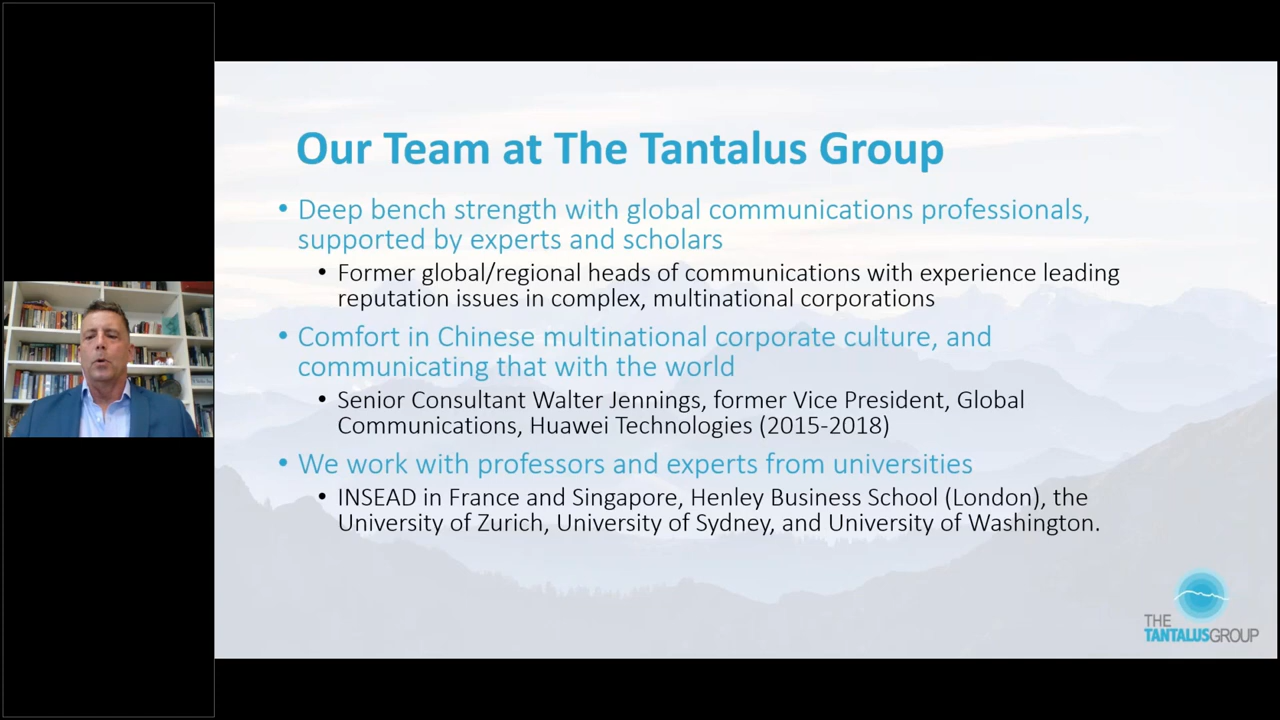 Our Team at The Tantalus Group
• Deep bench strength with global communications professionals,
supported by experts and scholars
• Former global/regional heads of communications with experience leading
reputation issues in complex, multinational corporations
• Comfort in Chinese multinational corporate culture, and
communicating that with the world
• Senior Consultant Walter Jennings, former Vice President, Global
Communications, Huawei Technologies (2015-2018)
• We work with professors and experts from universities
• INSEAD in France and Singapore, Henley Business School (London), the
University of Zurich, University of Sydney, and University of Washington.
THE
TANTALUSGROUP